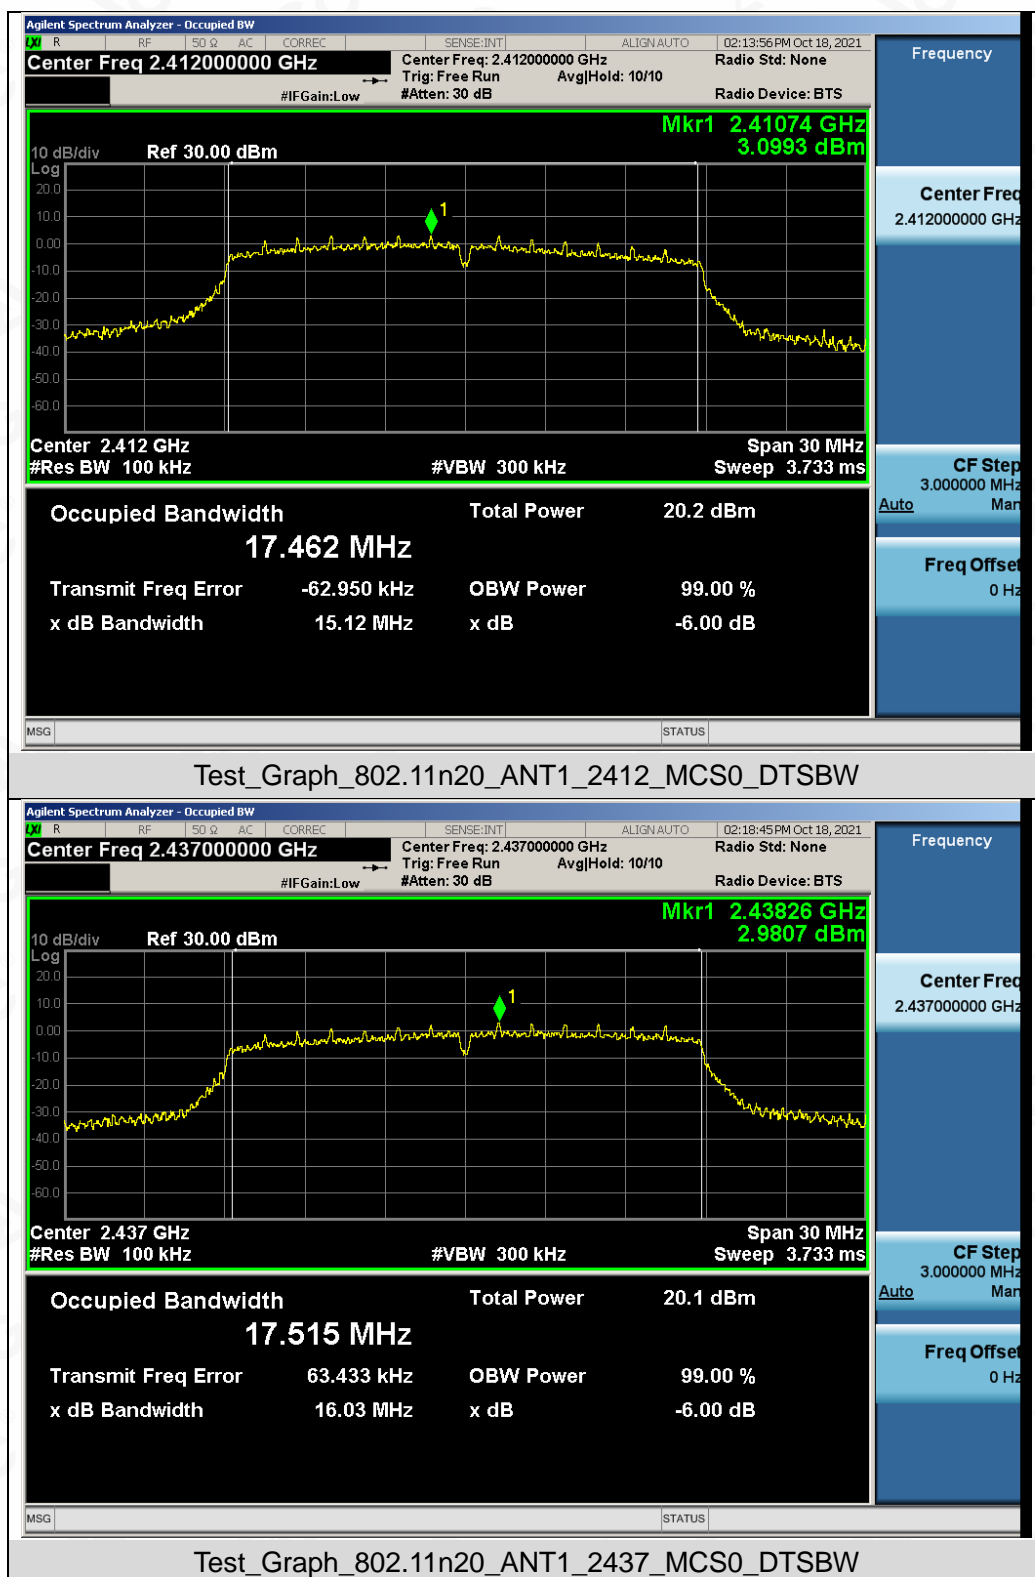 Agilent Spectrum Analyzer - Occupied BW
LXI R RF 50 Ω AC CORREC SENSE:INT ALIGN AUTO 02:13:56 PM Oct 18, 2021
Center Freq 2.412000000 GHz Center Freq: 2.412000000 GHz Radio Std: None Frequency
Trig: Free Run Avg|Hold: 10/10
#IFGain:Low #Atten: 30 dB Radio Device: BTS
Mkr1 2.41074 GHz
3.0993 dBm
10 dB/div Ref 30.00 dBm
Log
20.0
10.0
0.00
-10.0
-20.0
-30.0
-40.0
-50.0
-60.0
1
Center 2.412 GHz Span 30 MHz
#Res BW 100 kHz #VBW 300 kHz Sweep 3.733 ms
Center Freq
2.412000000 GHz
CF Step
3.000000 MHz
Auto Man
Freq Offset
0 Hz
Occupied Bandwidth Total Power 20.2 dBm
17.462 MHz
Transmit Freq Error -62.950 kHz OBW Power 99.00 %
x dB Bandwidth 15.12 MHz x dB -6.00 dB
MSG STATUS
Test_Graph_802.11n20_ANT1_2412_MCS0_DTSBW
Agilent Spectrum Analyzer - Occupied BW
LXI R RF 50 Ω AC CORREC SENSE:INT ALIGN AUTO 02:18:45 PM Oct 18, 2021
Center Freq 2.437000000 GHz Center Freq: 2.437000000 GHz Radio Std: None Frequency
Trig: Free Run Avg|Hold: 10/10
#IFGain:Low #Atten: 30 dB Radio Device: BTS
Mkr1 2.43826 GHz
2.9807 dBm
10 dB/div Ref 30.00 dBm
Log
20.0
10.0
0.00
-10.0
-20.0
-30.0
-40.0
-50.0
-60.0
1
Center 2.437 GHz Span 30 MHz
#Res BW 100 kHz #VBW 300 kHz Sweep 3.733 ms
Center Freq
2.437000000 GHz
CF Step
3.000000 MHz
Auto Man
Freq Offset
0 Hz
Occupied Bandwidth Total Power 20.1 dBm
17.515 MHz
Transmit Freq Error 63.433 kHz OBW Power 99.00 %
x dB Bandwidth 16.03 MHz x dB -6.00 dB
MSG STATUS
Test_Graph_802.11n20_ANT1_2437_MCS0_DTSBW